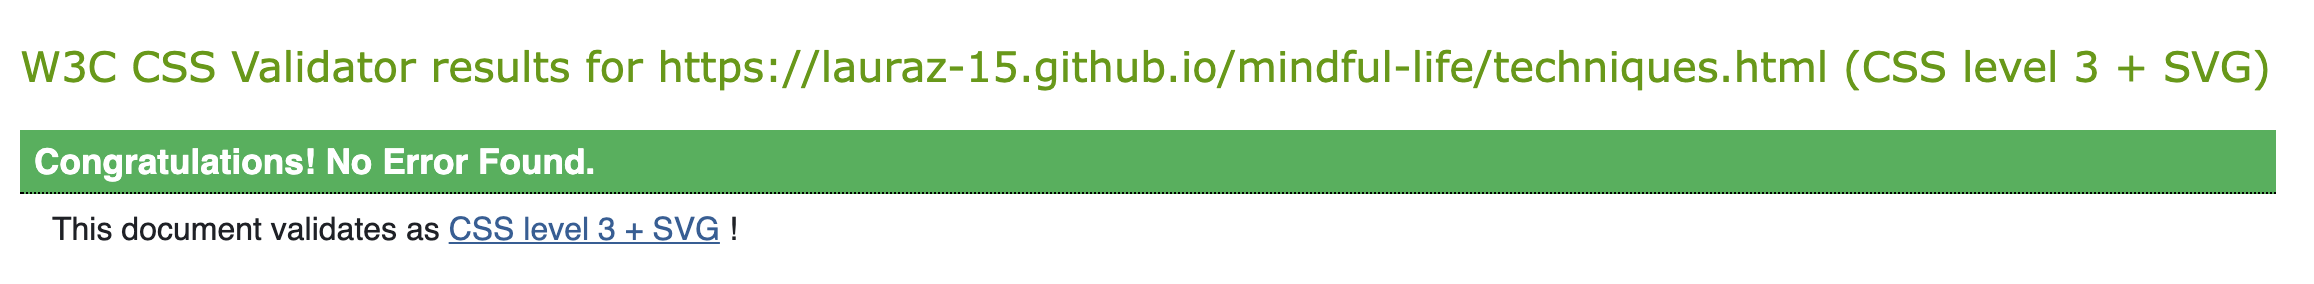 W3C CSS Validator results for https://lauraz-15.github.io/mindful-life/techniques.html (CSS level 3 + SVG)
Congratulations! No Error Found.
This document validates as CSS level 3 + SVG !